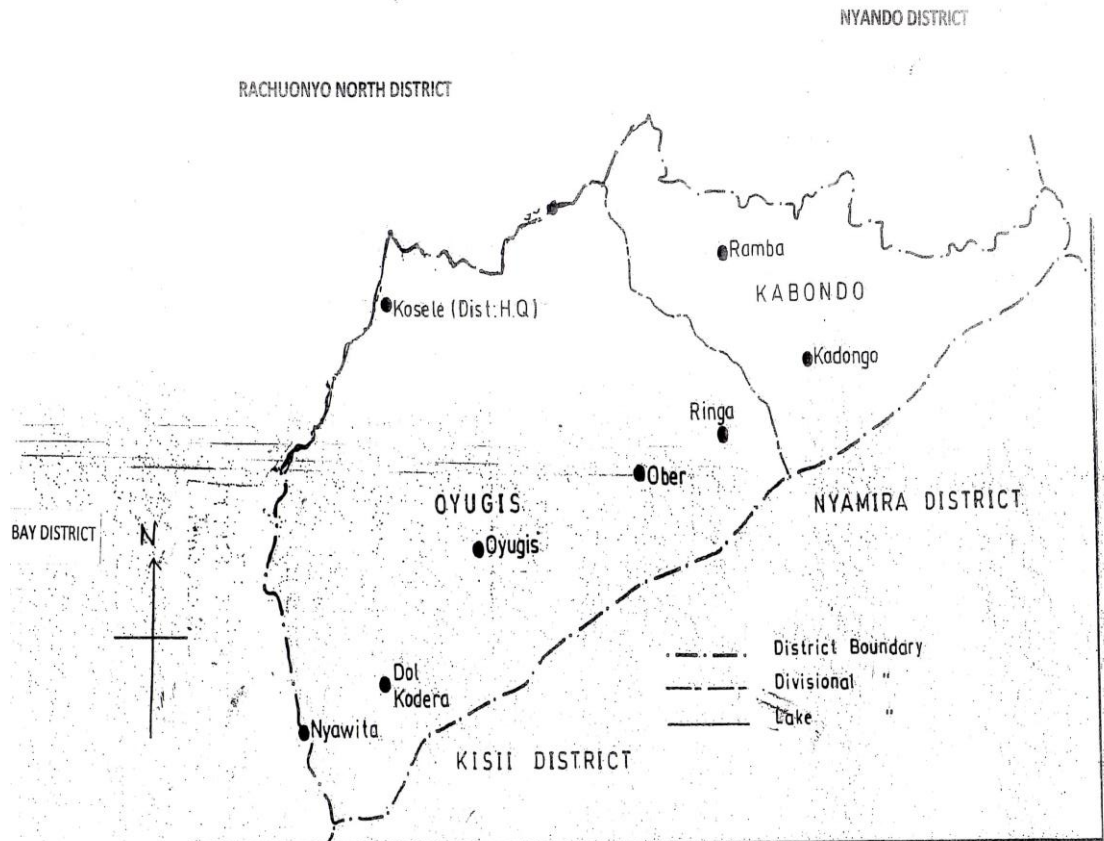 NYANDO DISTRICT
RACHUONYO NORTH DISTRICT
Ramba
KABONDO
Koselé (Dist:H.Q)
Kadongo
Ringa
Ober
OYUGIS
NYAMIRA DISTRICT
BAY DISTRICT
N
Oyugis
District Boundary
Dol
Kodera
Divisional "
Lake "
Nyawita
KISII DISTRICT